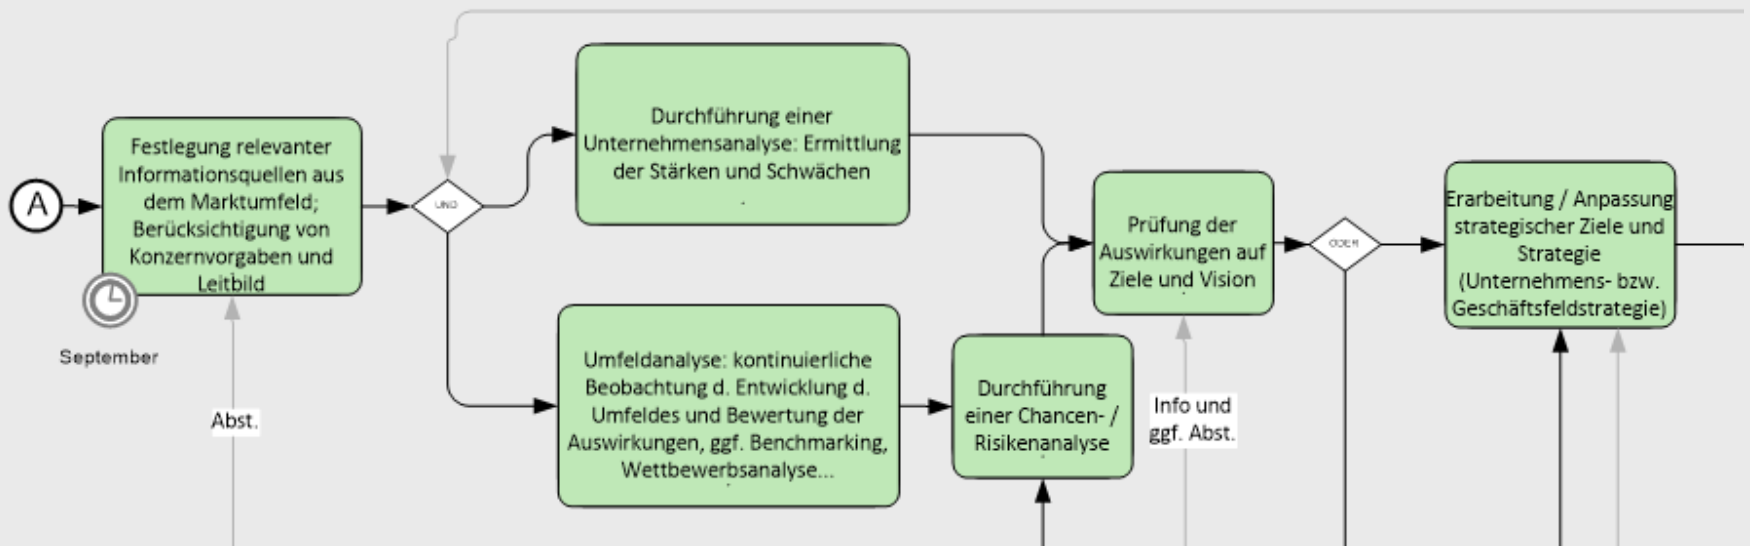 A
Festlegung relevanter
Informationsquellen aus
dem Marktumfeld;
Berücksichtigung von
Konzernvorgaben und
Leitbild
September
Abst.
UND
Durchführung einer
Unternehmensanalyse: Ermittlung
der Stärken und Schwächen
.
Umfeldanalyse: kontinuierliche
Beobachtung d. Entwicklung d.
Umfeldes und Bewertung der
Auswirkungen, ggf. Benchmarking,
Wettbewerbsanalyse...
.
Durchführung
einer Chancen- /
Risikenanalyse
.
Prüfung der
Auswirkungen auf
Ziele und Vision
.
Info und
ggf. Abst.
ODER
Erarbeitung / Anpassung
strategischer Ziele und
Strategie
(Unternehmens- bzw.
Geschäftsfeldstrategie)